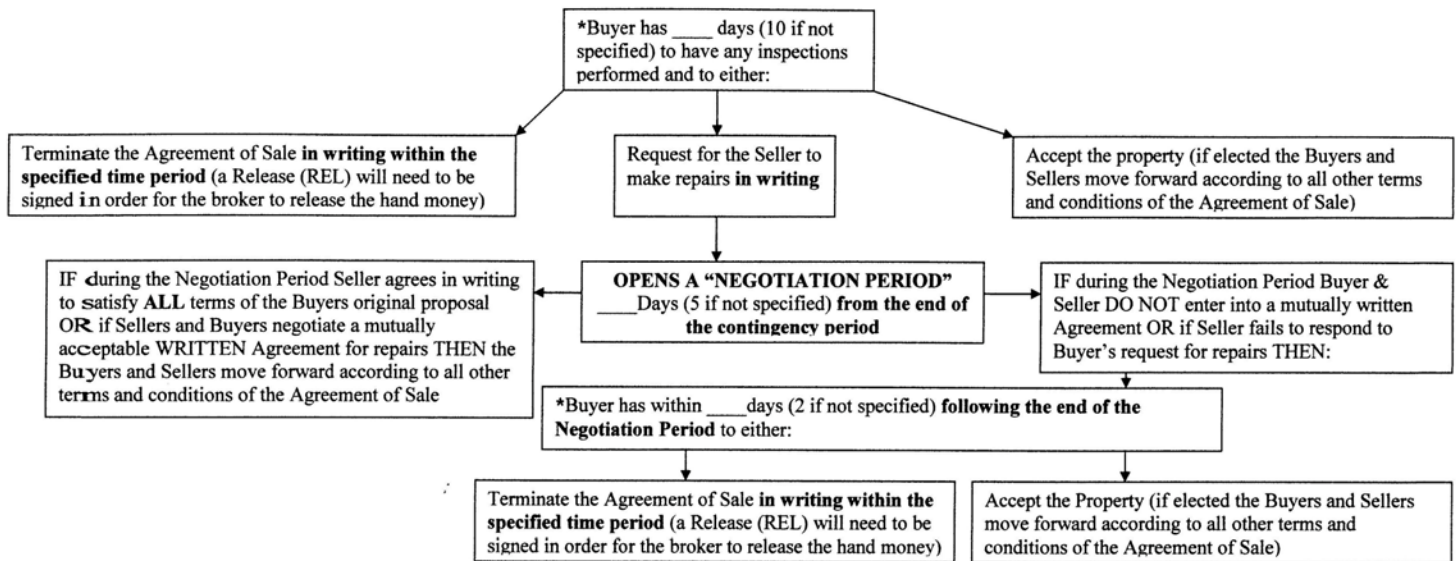 *Buyer has ____ days (10 if not
specified) to have any inspections
performed and to either:
Terminate the Agreement of Sale in writing within the
specified time period (a Release (REL) will need to be
signed in order for the broker to release the hand money)
Request for the Seller to
make repairs in writing
Accept the property (if elected the Buyers and
Sellers move forward according to all other terms
and conditions of the Agreement of Sale)
IF during the Negotiation Period Seller agrees in writing
to satisfy ALL terms of the Buyers original proposal
OR if Sellers and Buyers negotiate a mutually
acceptable WRITTEN Agreement for repairs THEN the
Buyers and Sellers move forward according to all other
terms and conditions of the Agreement of Sale
OPENS A “NEGOTIATION PERIOD”
____Days (5 if not specified) from the end of
the contingency period
IF during the Negotiation Period Buyer &
Seller DO NOT enter into a mutually written
Agreement OR if Seller fails to respond to
Buyer’s request for repairs THEN:
*Buyer has within ____days (2 if not specified) following the end of the
Negotiation Period to either:
Terminate the Agreement of Sale in writing within the
specified time period (a Release (REL) will need to be
signed in order for the broker to release the hand money)
Accept the Property (if elected the Buyers and Sellers
move forward according to all other terms and
conditions of the Agreement of Sale)